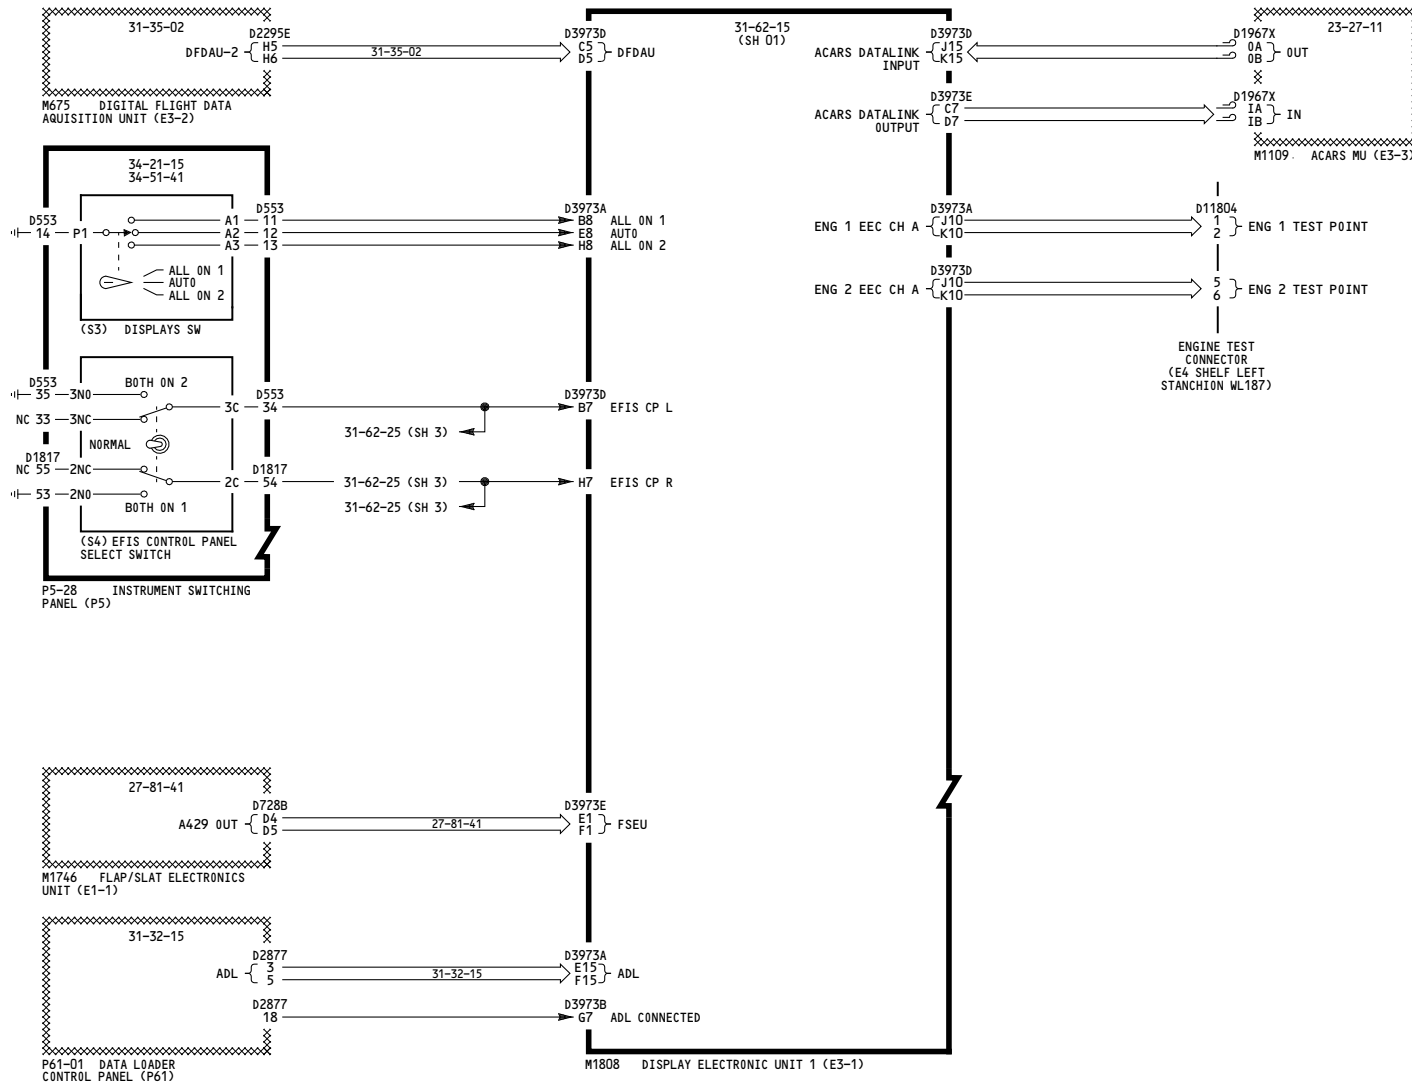 31-35-02
D2295E
DFDAU-2
H5
H6
31-35-02
M675 DIGITAL FLIGHT DATA
AQUISITION UNIT (E3-2)
D3973D
C5
D5
DFDAU
31-62-15
(SH 01)
ACARS DATALINK
INPUT
D3973D
J15
K15
D1967X
OA
OB
OUT
23-27-11
ACARS DATALINK
OUTPUT
D3973E
C7
D7
D1967X
IA
IB
IN
M1109 ACARS MU (E3-3)
34-21-15
34-51-41
D553
14
P1
A1
A2
A3
D553
11
12
13
ALL ON 1
AUTO
ALL ON 2
(S3) DISPLAYS SW
D3973A
B8 ALL ON 1
E8 AUTO
H8 ALL ON 2
ENG 1 EEC CH A
D3973A
J10
K10
D11804
1
2
ENG 1 TEST POINT
ENG 2 EEC CH A
D3973D
J10
K10
5
6
ENG 2 TEST POINT
ENGINE TEST
CONNECTOR
(E4 SHELF LEFT
STANCHION WL187)
D553
35
3NO
BOTH ON 2
NC 33
3NC
3C
D553
34
NORMAL
D1817
NC 55
2NC
53
2NO
BOTH ON 1
2C
D1817
54
(S4) EFIS CONTROL PANEL
SELECT SWITCH
P5-28 INSTRUMENT SWITCHING
PANEL (P5)
31-62-25 (SH 3)
D3973D
B7 EFIS CP L
31-62-25 (SH 3)
H7 EFIS CP R
31-62-25 (SH 3)
27-81-41
D728B
A429 OUT
D4
D5
27-81-41
D3973E
E1
F1
FSEU
M1746 FLAP/SLAT ELECTRONICS
UNIT (E1-1)
31-32-15
D2877
ADL
3
5
31-32-15
D3973A
E15
F15
ADL
D2877
18
D3973B
G7 ADL CONNECTED
P61-01 DATA LOADER
CONTROL PANEL (P61)
M1808 DISPLAY ELECTRONIC UNIT 1 (E3-1)